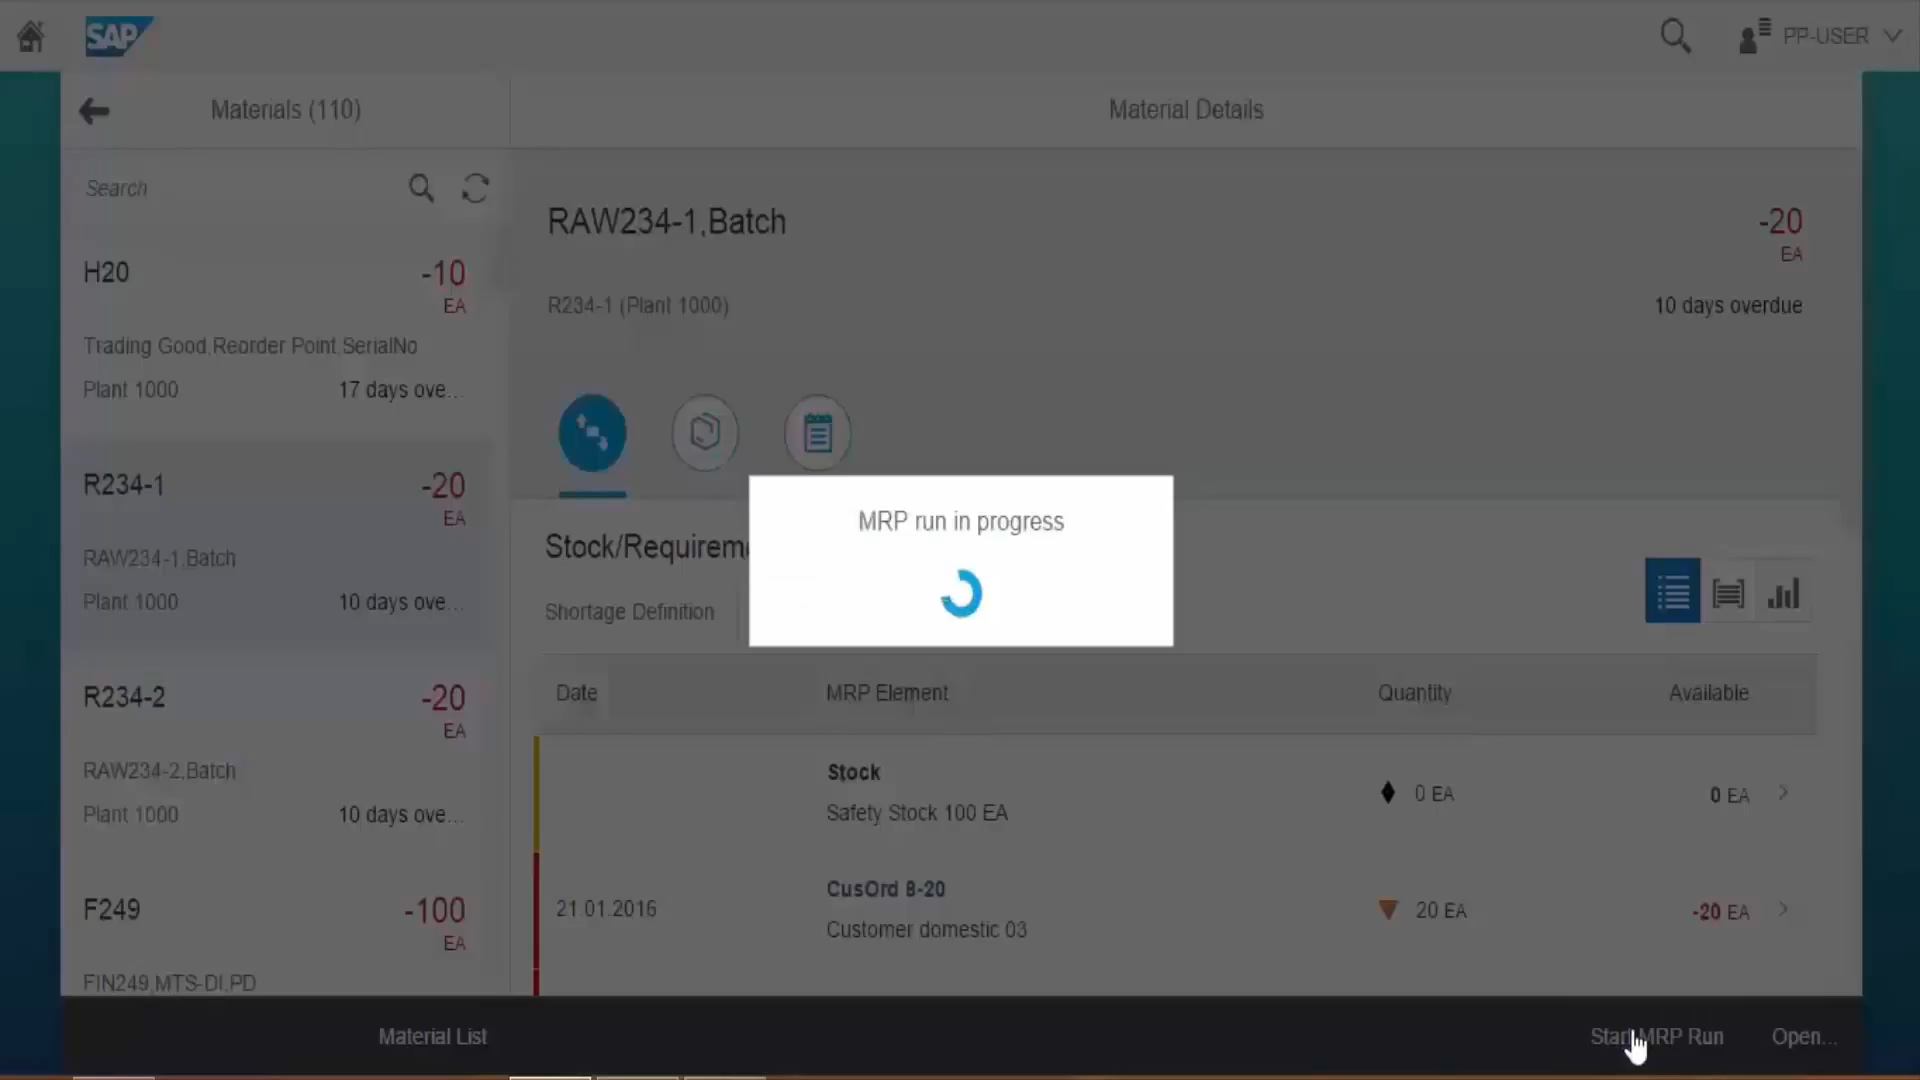 SAP
PP-USER
Materials (110)
Material Details
Search
H20
-10
EA
Trading Good,Reorder Point,SerialNo
Plant 1000
17 days ove...
R234-1
-20
EA
RAW234-1,Batch
Plant 1000
10 days ove...
R234-2
-20
EA
RAW234-2,Batch
Plant 1000
10 days ove...
F249
-100
EA
FIN249,MTS-DI,PD
Material List
RAW234-1,Batch
-20
EA
R234-1 (Plant 1000)
10 days overdue
MRP run in progress
Stock/Requirem
Shortage Definition
Date MRP Element Quantity Available
Stock
Safety Stock 100 EA
0 EA
0 EA
21.01.2016
CusOrd 8-20
Customer domestic 03
20 EA
-20 EA
Start MRP Run
Open...